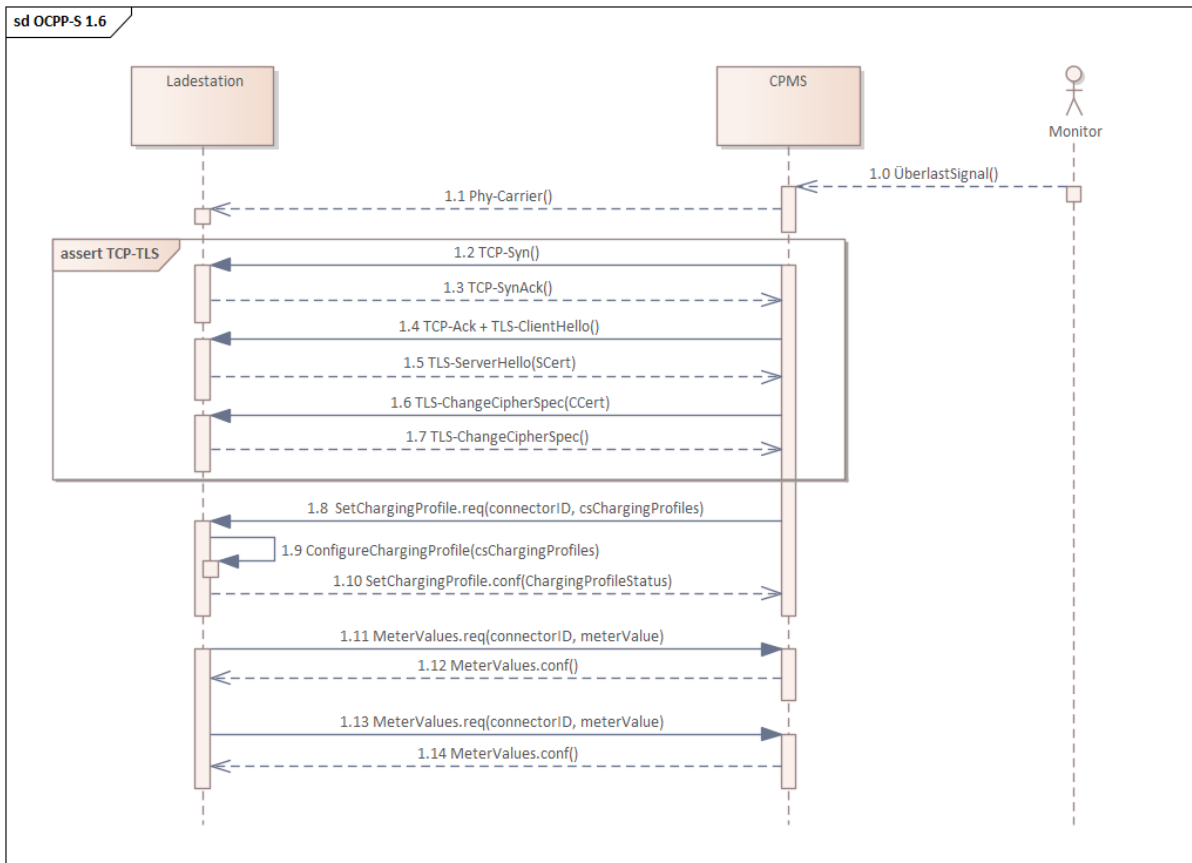 sd OCPP-S 1.6
Ladestation
CPMS
Monitor
1.0 ÜberlastSignal()
1.1 Phy-Carrier()
assert TCP-TLS
1.2 TCP-Syn()
1.3 TCP-SynAck()
1.4 TCP-Ack + TLS-ClientHello()
1.5 TLS-ServerHello(SCert)
1.6 TLS-ChangeCipherSpec(CCert)
1.7 TLS-ChangeCipherSpec()
1.8 SetChargingProfile.req(connectorID, csChargingProfiles)
1.9 ConfigureChargingProfile(csChargingProfiles)
1.10 SetChargingProfile.conf(ChargingProfileStatus)
1.11 MeterValues.req(connectorID, meterValue)
1.12 MeterValues.conf()
1.13 MeterValues.req(connectorID, meterValue)
1.14 MeterValues.conf()